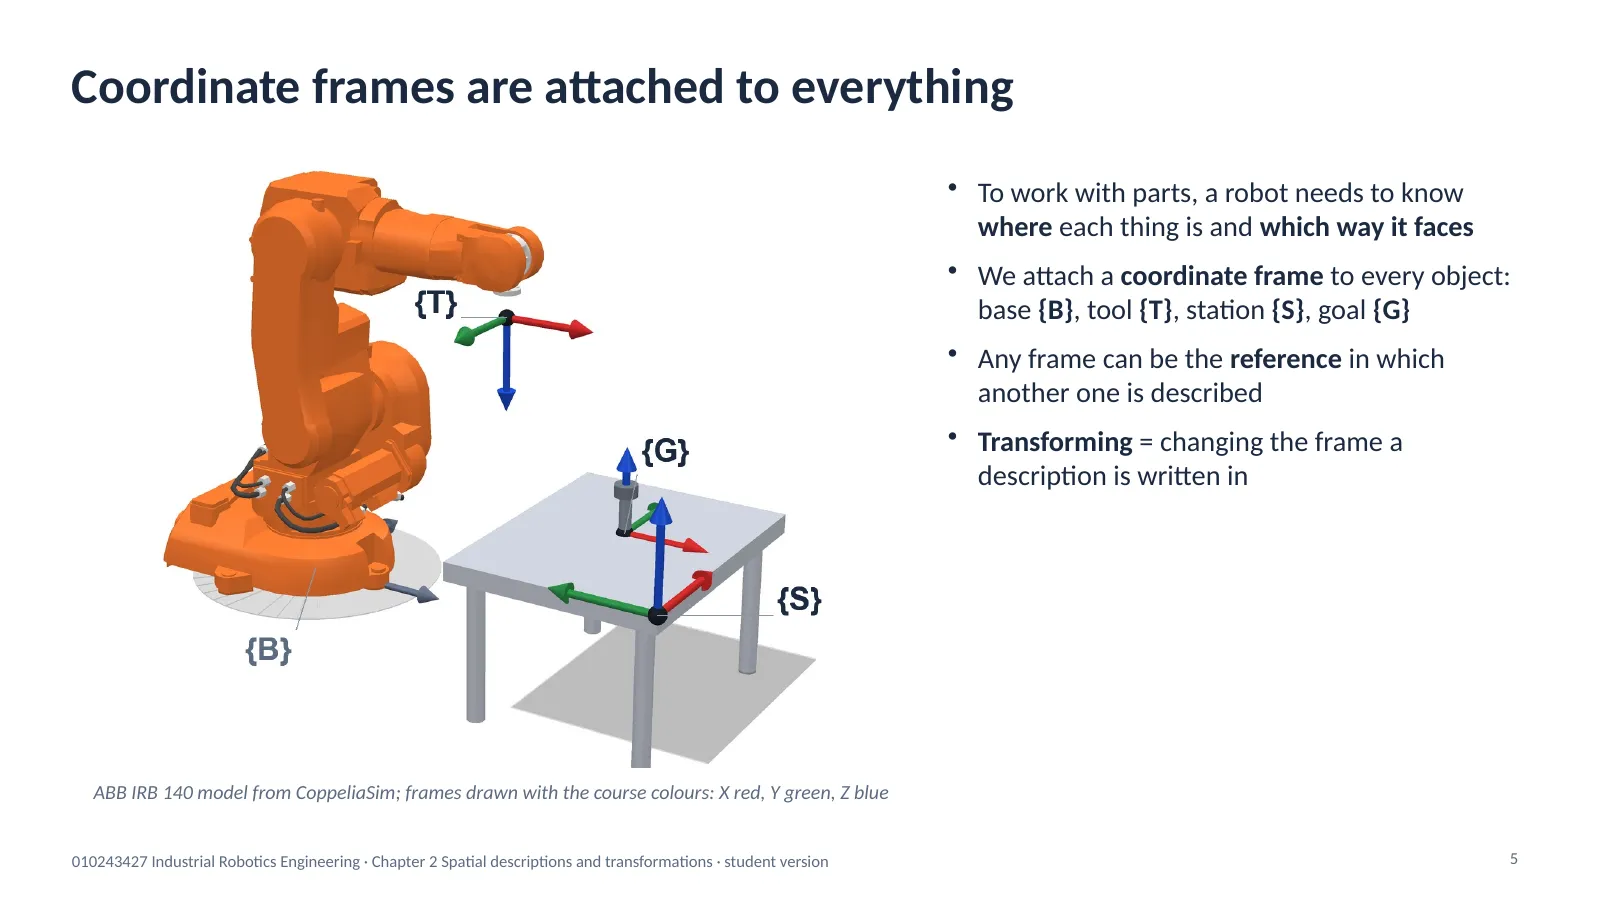 Coordinate frames are attached to everything
{T}
{G}
{S}
{B}
ABB IRB 140 model from CoppeliaSim; frames drawn with the course colours: X red, Y green, Z blue
• To work with parts, a robot needs to know
where each thing is and which way it faces
• We attach a coordinate frame to every object:
base {B}, tool {T}, station {S}, goal {G}
• Any frame can be the reference in which
another one is described
• Transforming = changing the frame a
description is written in
010243427 Industrial Robotics Engineering · Chapter 2 Spatial descriptions and transformations · student version
5